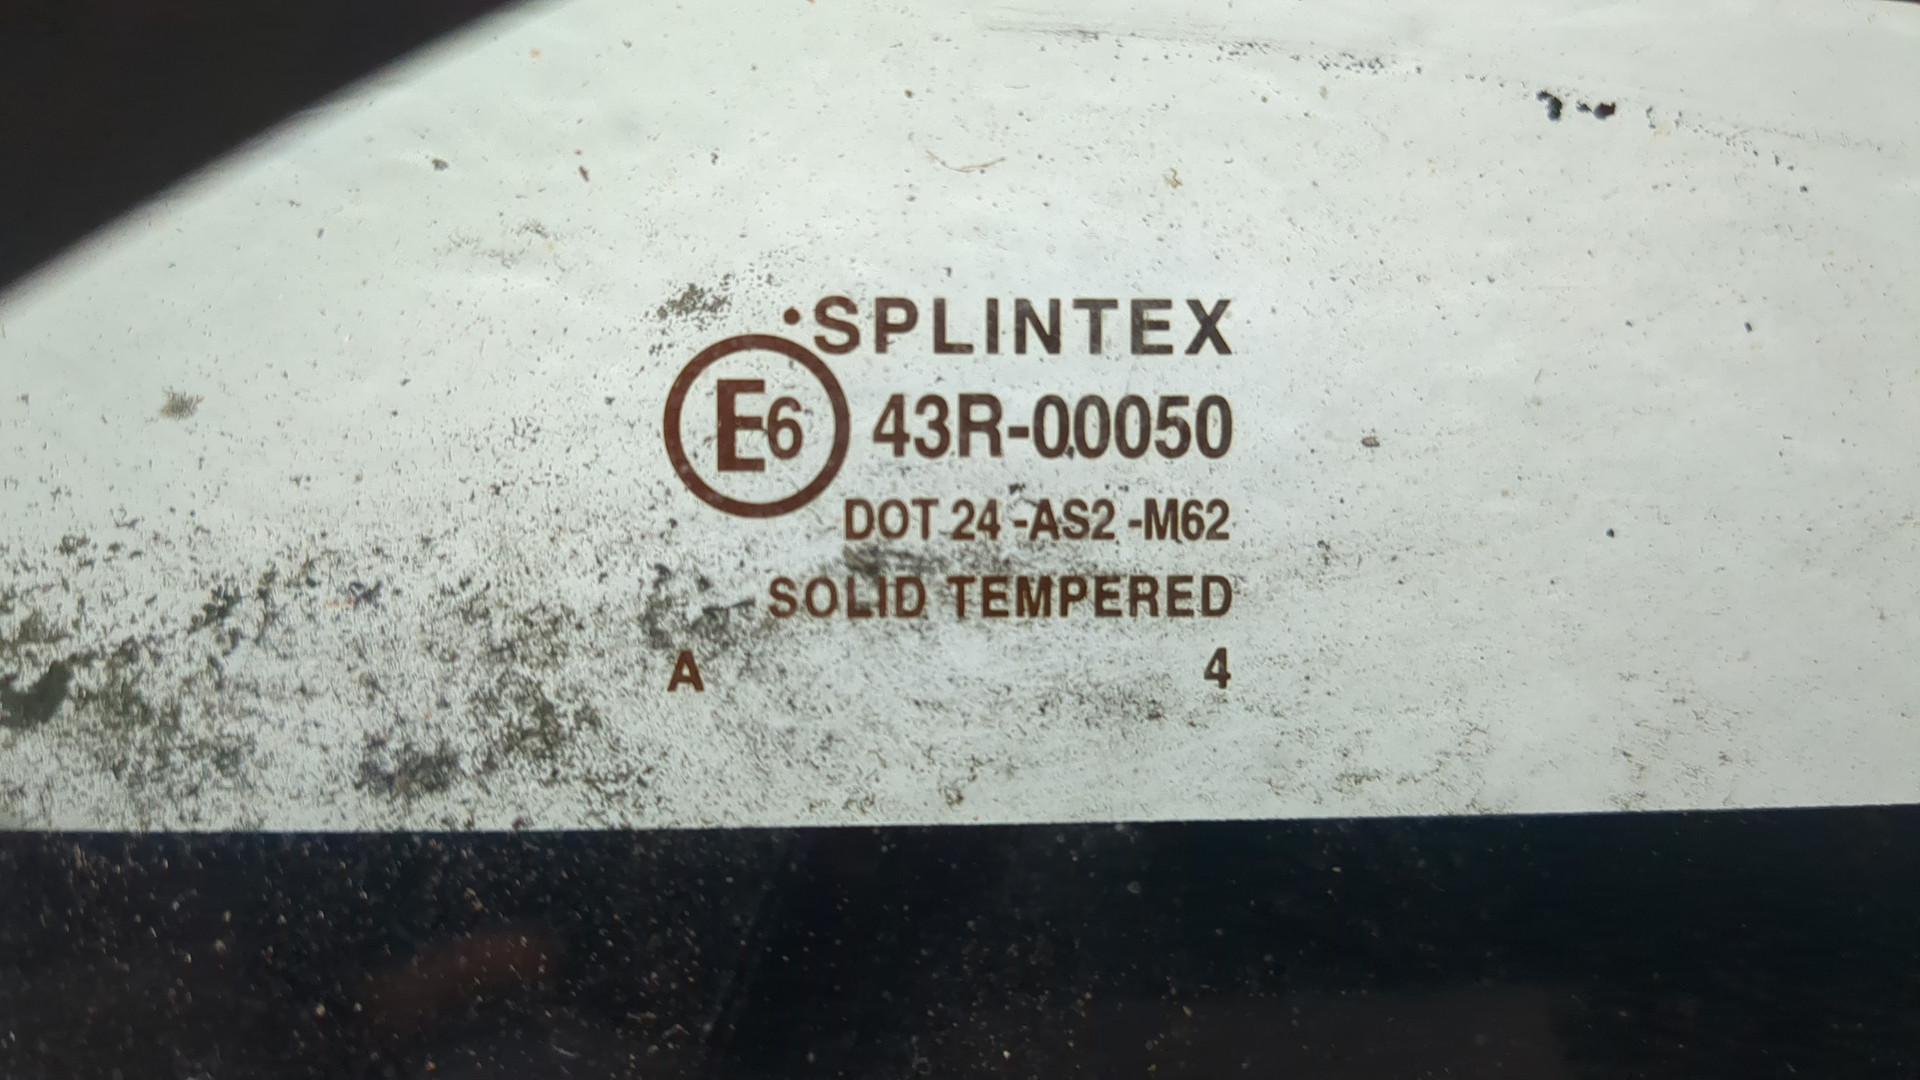 •SPLINTEX
E6 43R-00050
DOT 24 -AS2 -M62
SOLID TEMPERED
A 4